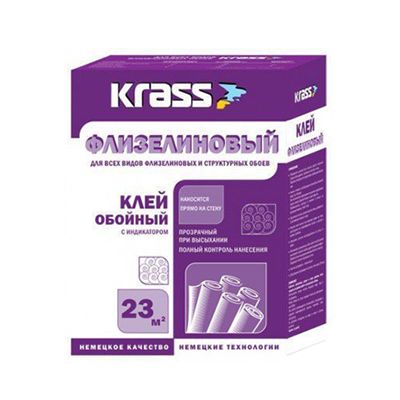 Krass
ФЛИЗЕЛИНОВЫЙ
ДЛЯ ВСЕХ ВИДОВ ФЛИЗЕЛИНОВЫХ И СТРУКТУРНЫХ ОБОЕВ
КЛЕЙ
ОБОЙНЫЙ
С ИНДИКАТОРОМ
НАНОСИТСЯ
ПРЯМО НА СТЕНУ
ПРОЗРАЧНЫЙ
ПРИ ВЫСЫХАНИИ
ПОЛНЫЙ КОНТРОЛЬ НАНЕСЕНИЯ
23 м²
НЕМЕЦКОЕ КАЧЕСТВО
НЕМЕЦКИЕ ТЕХНОЛОГИИ
Krass
КЛЕЙ
ФЛИЗЕЛИНОВЫЙ